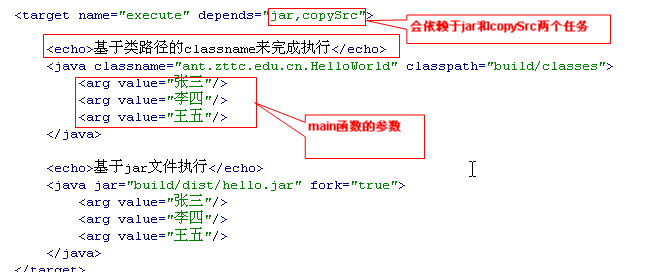 <target name="execute" depends="jar,copySrc">
会依赖于jar和copySrc两个任务
<echo>基于类路径的classname来完成执行</echo>
<java classname="ant.zttc.edu.cn.HelloWorld" classpath="build/classes">
<arg value="张三"/>
<arg value="李四"/>
<arg value="王五"/>
main函数的参数
</java>
<echo>基于jar文件执行</echo>
<java jar="build/dist/hello.jar" fork="true">
<arg value="张三"/>
<arg value="李四"/>
<arg value="王五"/>
</java>
</target>